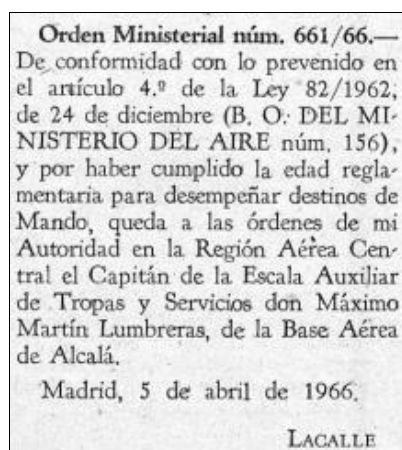 Orden Ministerial núm. 661/66.—
De conformidad con lo prevenido en
el artículo 4.º de la Ley 82/1962,
de 24 de diciembre (B. O. DEL MI-
NISTERIO DEL AIRE núm. 156),
y por haber cumplido la edad regla-
mentaria para desempeñar destinos de
Mando, queda a las órdenes de mi
Autoridad en la Región Aérea Cen-
tral el Capitán de la Escala Auxiliar
de Tropas y Servicios don Máximo
Martín Lumbreras, de la Base Aérea
de Alcalá.
Madrid, 5 de abril de 1966.
LACALLE